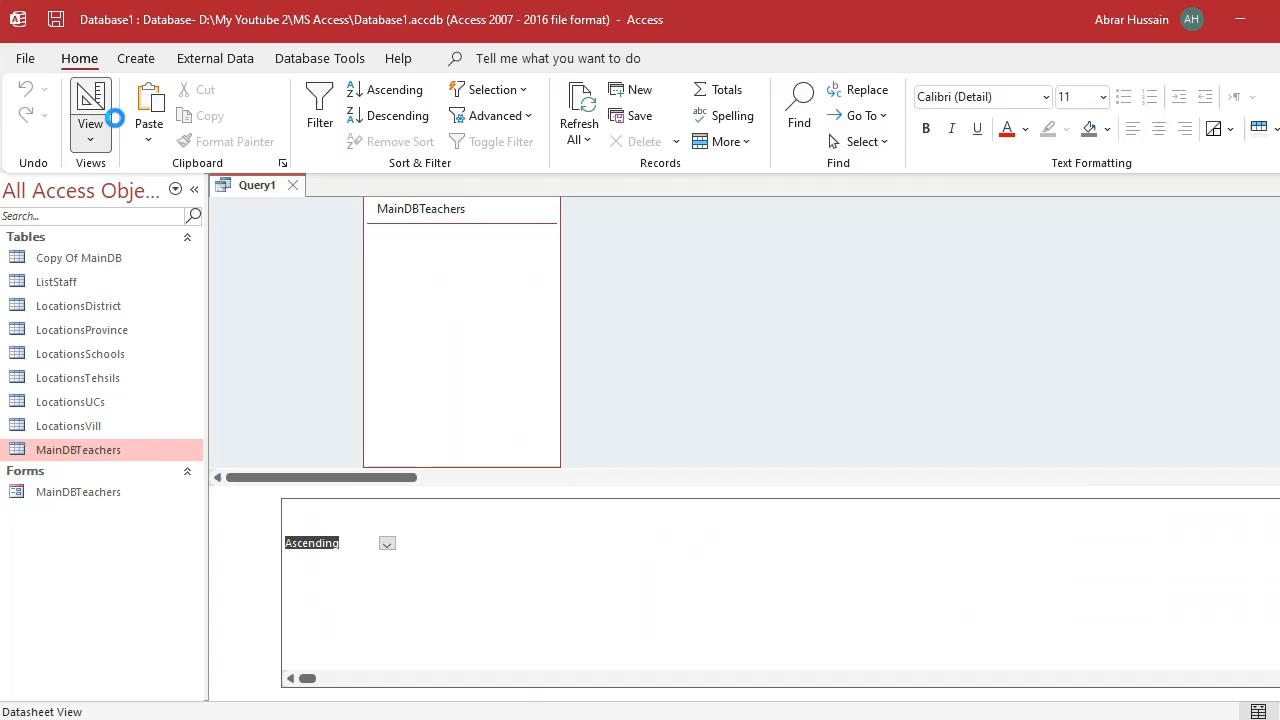 Database1 : Database- D:\My Youtube 2\MS Access\Database1.accdb (Access 2007 - 2016 file format) - Access
Abrar Hussain
AH
File
Home
Create
External Data
Database Tools
Help
Tell me what you want to do
View
Paste
Cut
Copy
Format Painter
Filter
Ascending
Descending
Remove Sort
Selection
Advanced
Toggle Filter
Refresh
All
New
Save
Delete
Totals
Spelling
More
Find
Replace
Go To
Select
Calibri (Detail)
11
B
I
U
Undo
Views
Clipboard
Sort & Filter
Records
Find
Text Formatting
All Access Obje...
Search...
Tables
Copy Of MainDB
ListStaff
LocationsDistrict
LocationsProvince
LocationsSchools
LocationsTehsils
LocationsUCs
LocationsVill
MainDBTeachers
Forms
MainDBTeachers
Query1
MainDBTeachers
Ascending
Datasheet View